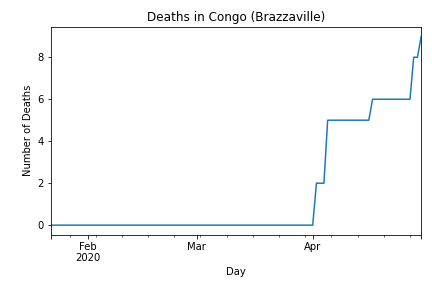 Deaths in Congo (Brazzaville)
8
6
4
2
0
Number of Deaths
Feb
2020
Mar
Apr
Day